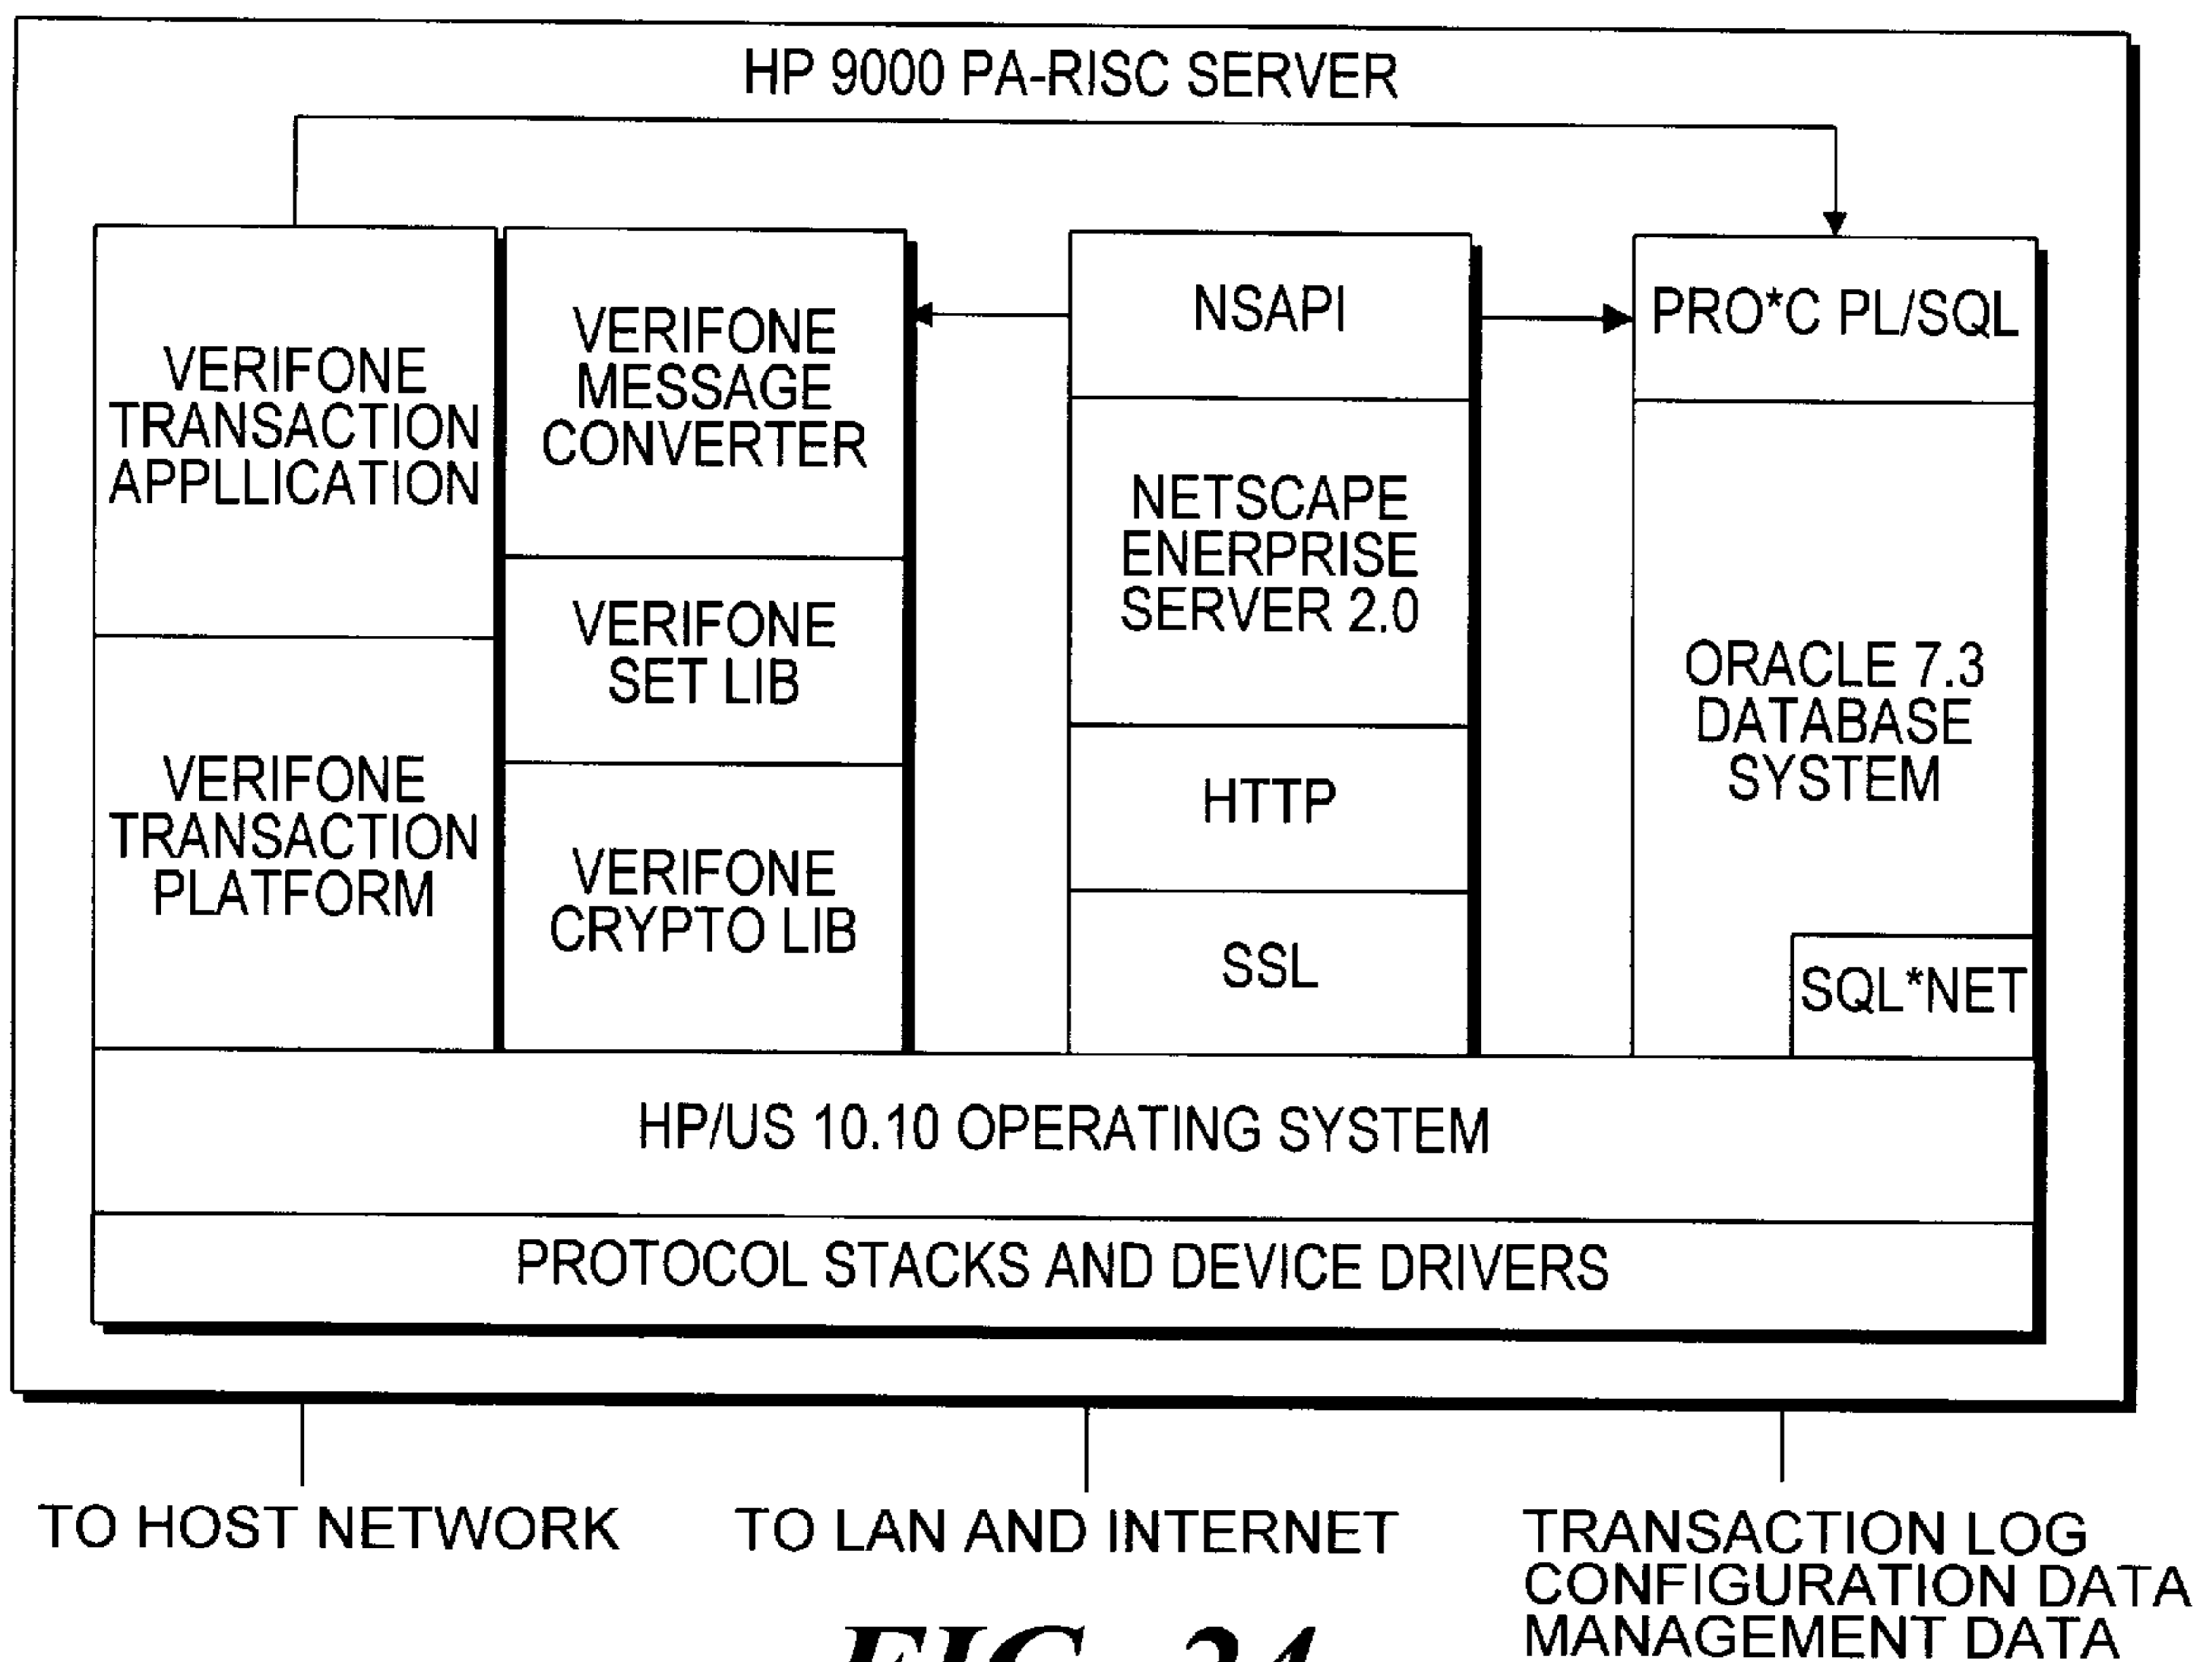 HP 9000 PA-RISC SERVER
VERIFONE
TRANSACTION
APPLLICATION
VERIFONE
TRANSACTION
PLATFORM
VERIFONE
MESSAGE
CONVERTER
VERIFONE
SET LIB
VERIFONE
CRYPTO LIB
NSAPI
NETSCAPE
ENERPRISE
SERVER 2.0
HTTP
SSL
PRO*C PL/SQL
ORACLE 7.3
DATABASE
SYSTEM
SQL*NET
HP/US 10.10 OPERATING SYSTEM
PROTOCOL STACKS AND DEVICE DRIVERS
TO HOST NETWORK
TO LAN AND INTERNET
TRANSACTION LOG
CONFIGURATION DATA
MANAGEMENT DATA